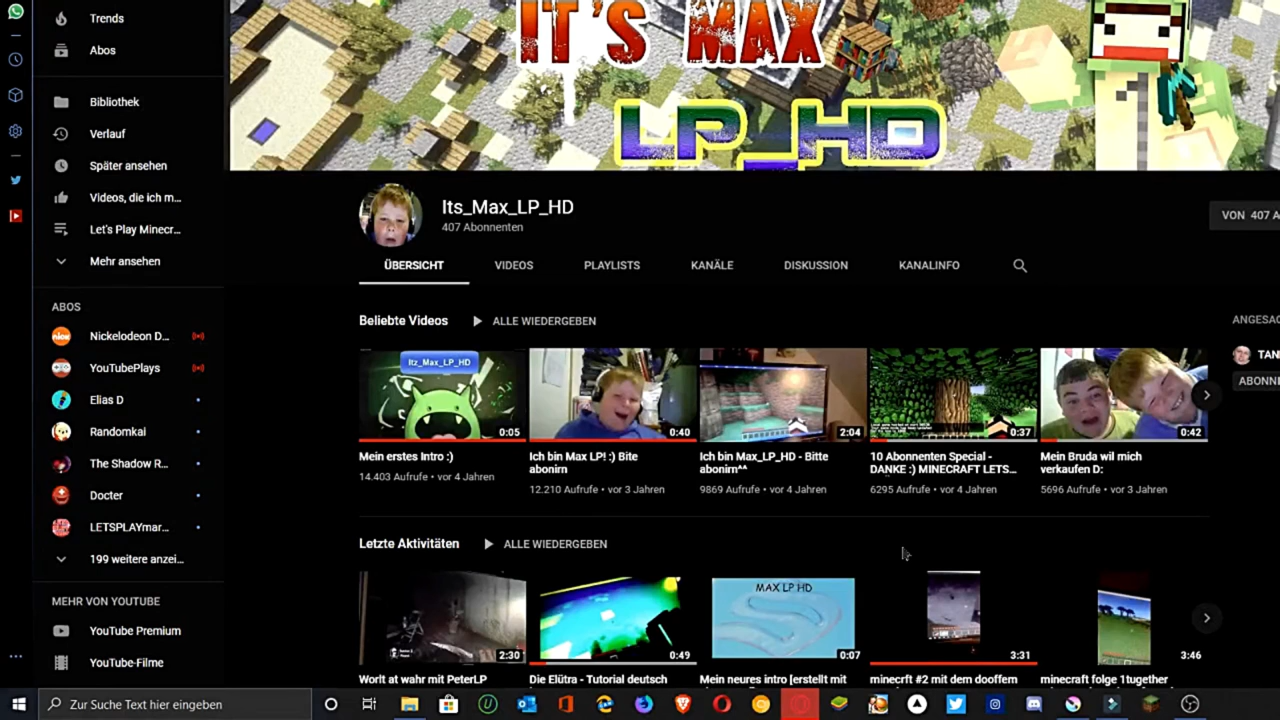 IT'S MAX
LP_HD
Trends
Abos
Bibliothek
Verlauf
Später ansehen
Videos, die ich m...
Let's Play Minecr...
Mehr ansehen
ABOS
Nickelodeon D...
YouTubePlays
Elias D
Randomkai
The Shadow R...
Docter
LETSPLAYmar...
199 weitere anzei...
MEHR VON YOUTUBE
YouTube Premium
YouTube-Filme
Its_Max_LP_HD
407 Abonnenten
VON 407 A
ÜBERSICHT VIDEOS PLAYLISTS KANÄLE DISKUSSION KANALINFO
Beliebte Videos ALLE WIEDERGEBEN
Itz_Max_LP_HD
0:05
Mein erstes Intro :)
14.403 Aufrufe • vor 4 Jahren
0:40
Ich bin Max LP! :) Bite
abonirn
12.210 Aufrufe • vor 3 Jahren
2:04
Ich bin Max_LP_HD - Bitte
abonirn^^
9869 Aufrufe • vor 4 Jahren
0:37
10 Abonnenten Special -
DANKE :) MINECRAFT LETS...
6295 Aufrufe • vor 4 Jahren
0:42
Mein Bruda wil mich
verkaufen D:
5696 Aufrufe • vor 3 Jahren
ANGESAG
TAN
ABONNI
Letzte Aktivitäten ALLE WIEDERGEBEN
2:30
Worlt at wahr mit PeterLP
0:49
Die Elütra - Tutorial deutsch
MAX LP HD
0:07
Mein neures intro [erstellt mit
3:31
minecrft #2 mit dem dooffem
3:46
minecraft folge 1tugether
Zur Suche Text hier eingeben